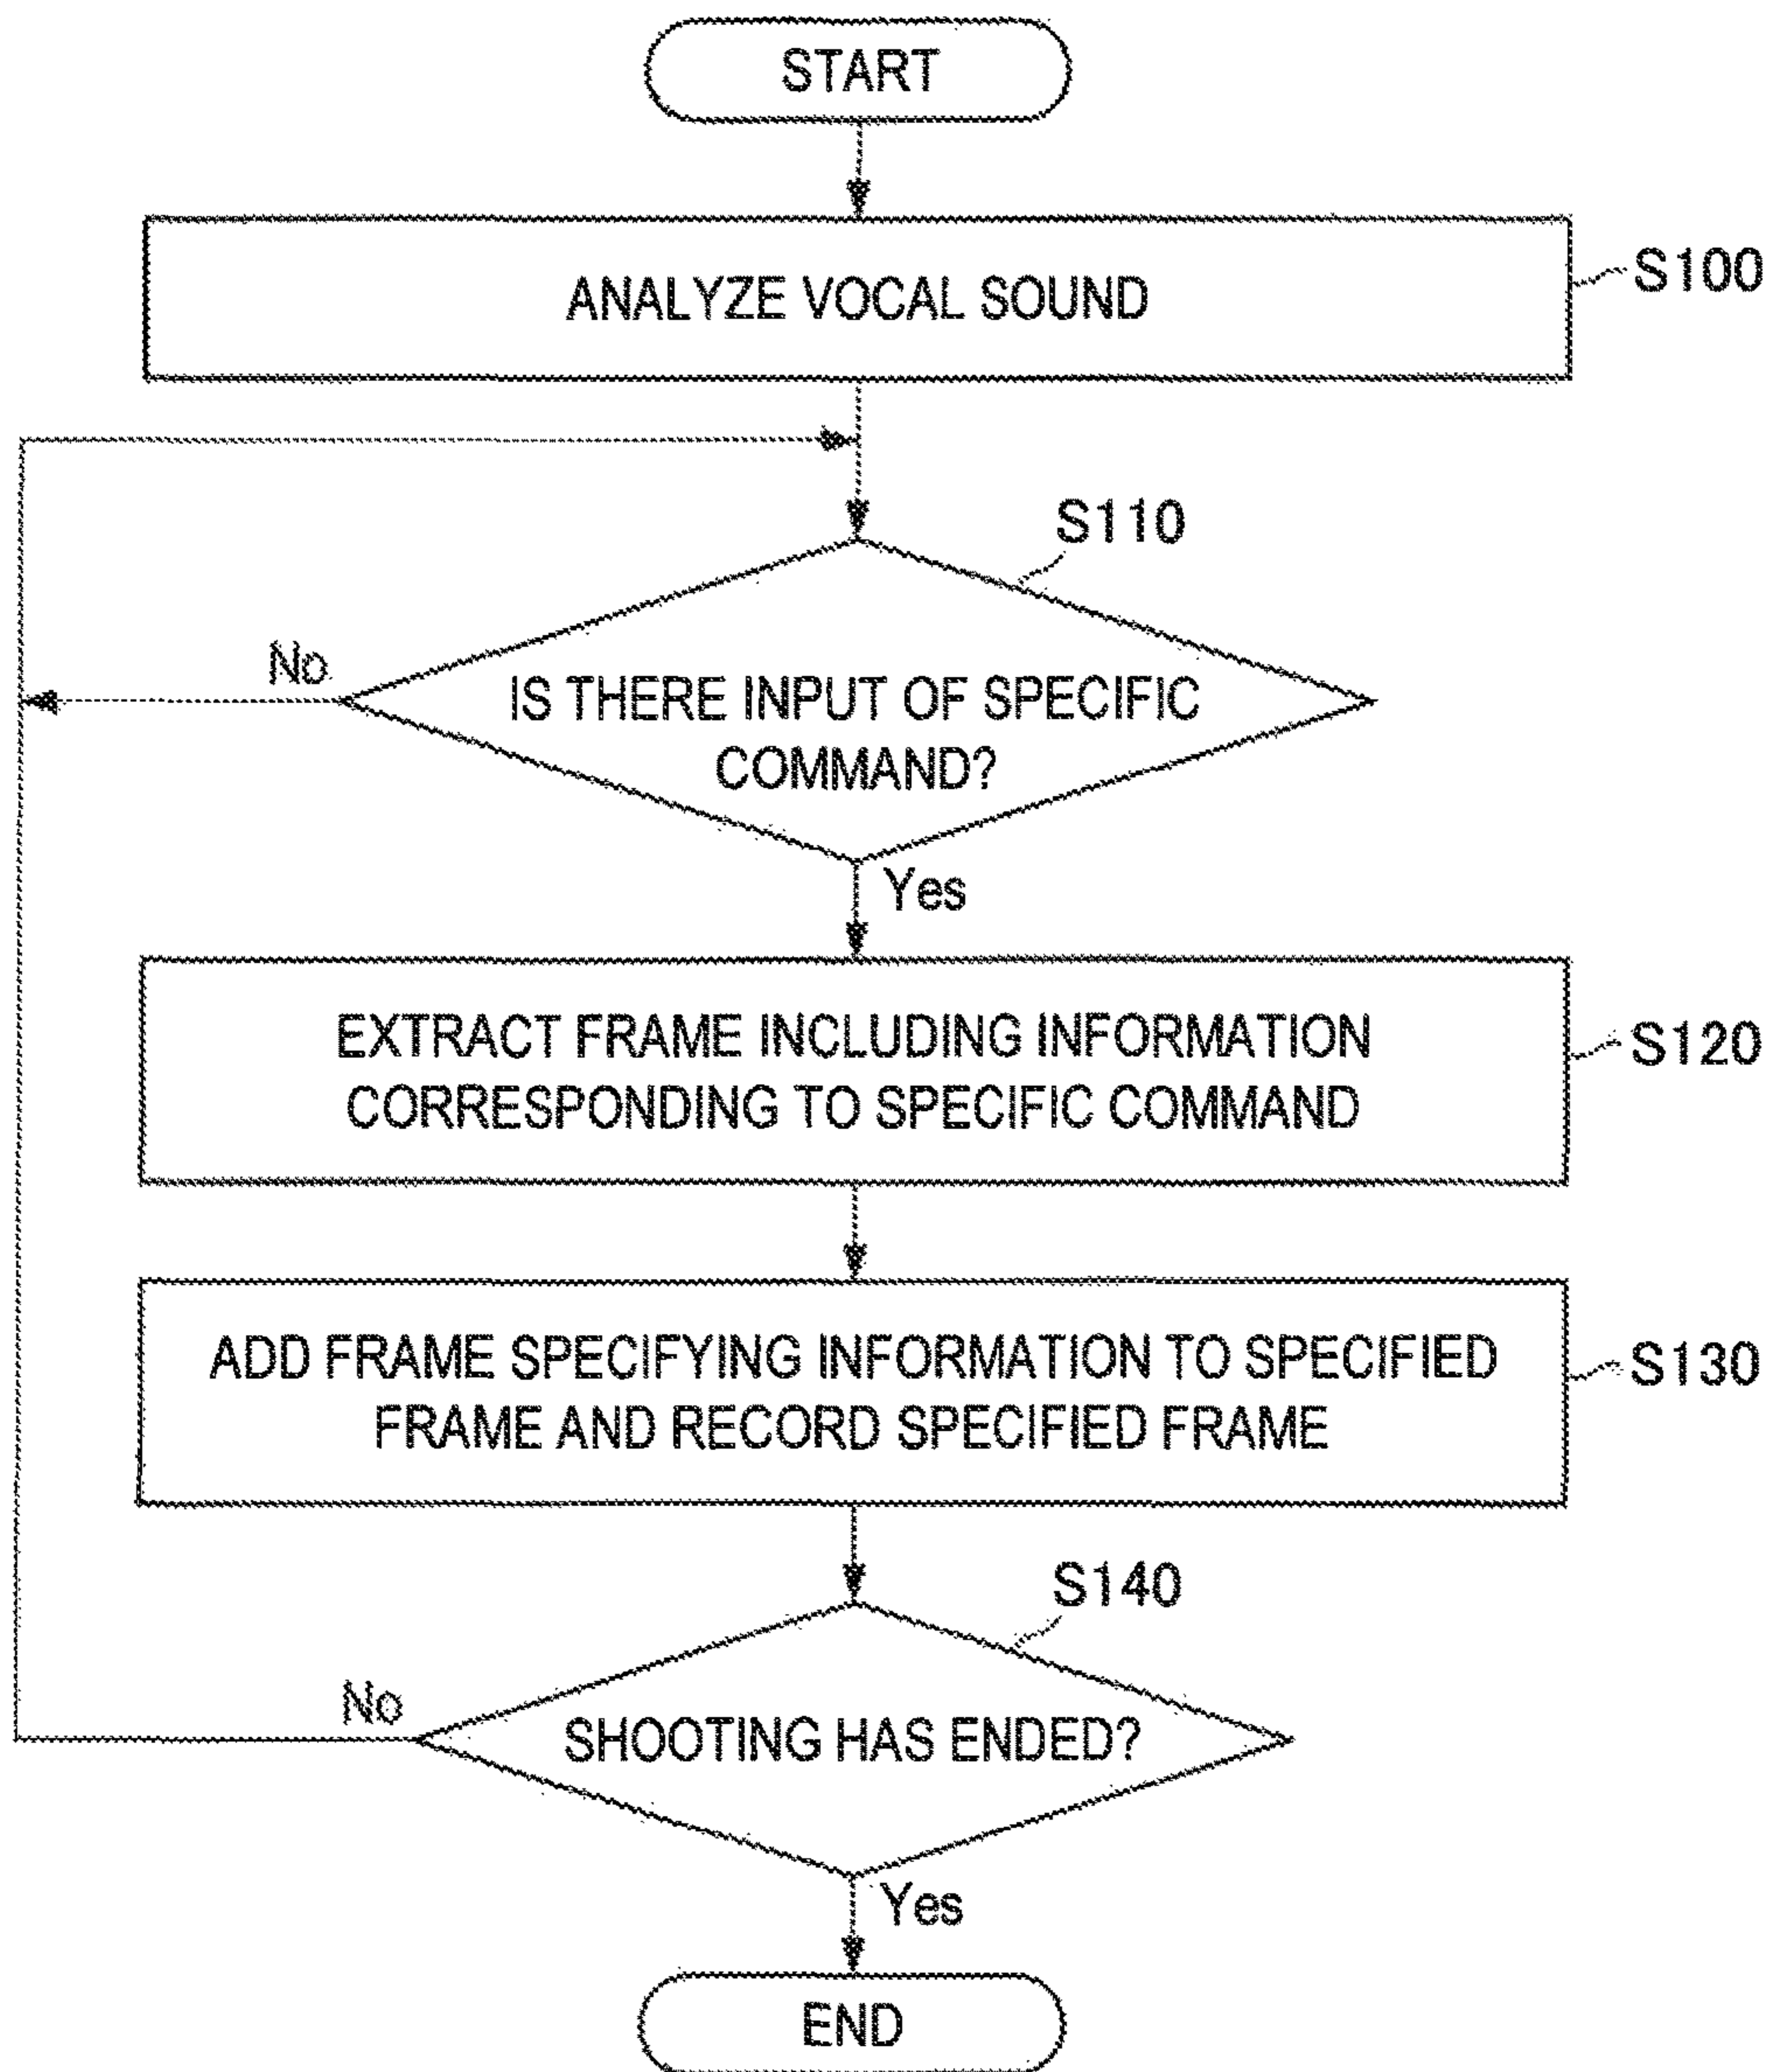 START
ANALYZE VOCAL SOUND
S100
S110
No
IS THERE INPUT OF SPECIFIC
COMMAND?
Yes
EXTRACT FRAME INCLUDING INFORMATION
CORRESPONDING TO SPECIFIC COMMAND
S120
ADD FRAME SPECIFYING INFORMATION TO SPECIFIED
FRAME AND RECORD SPECIFIED FRAME
S130
S140
No
SHOOTING HAS ENDED?
Yes
END